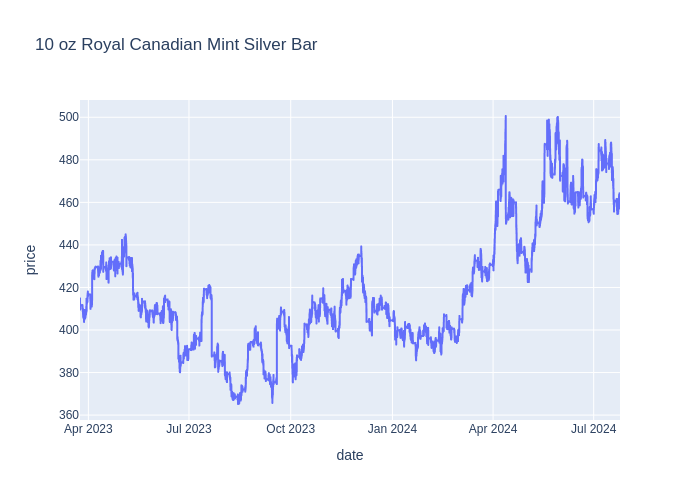 10 oz Royal Canadian Mint Silver Bar
500
480
460
440
420
400
380
360
price
Apr 2023
Jul 2023
Oct 2023
Jan 2024
Apr 2024
Jul 2024
date